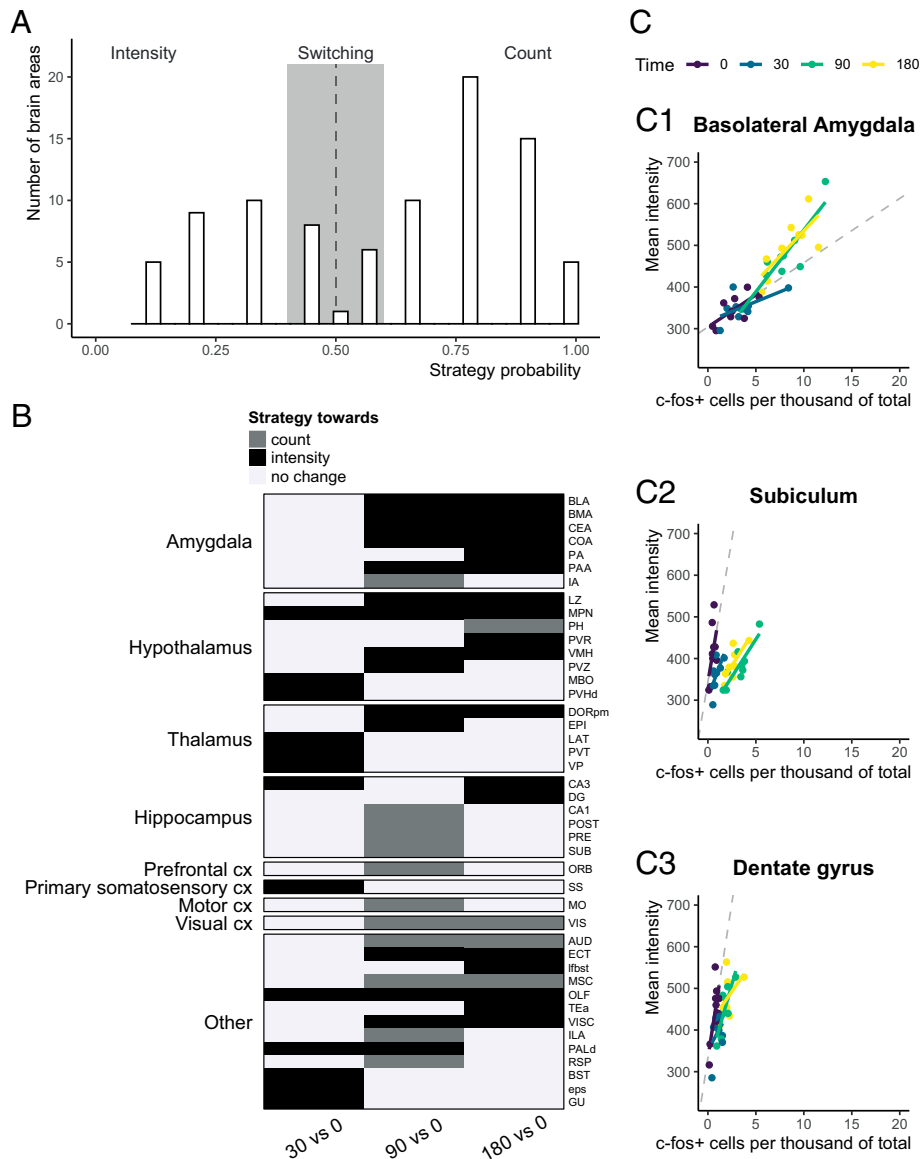 A
Intensity
Switching
Count
Number of brain areas
20
15
10
5
0
0.00
0.25
0.50
0.75
1.00
Strategy probability
B
Strategy towards
count
intensity
no change
Amygdala
BLA
BMA
CEA
COA
PA
PAA
IA
Hypothalamus
LZ
MPN
PH
PVR
VMH
PVZ
MBO
PVHd
Thalamus
DORpm
EPI
LAT
PVT
VP
Hippocampus
CA3
DG
CA1
POST
PRE
SUB
Prefrontal cx
ORB
Primary somatosensory cx
SS
Motor cx
MO
Visual cx
VIS
Other
AUD
ECT
lfbst
MSC
OLF
TEa
VISC
ILA
PALd
RSP
BST
eps
GU
30 vs 0
90 vs 0
180 vs 0
C
Time 0 30 90 180
C1 Basolateral Amygdala
Mean intensity
700
600
500
400
300
0 5 10 15 20
c-fos+ cells per thousand of total
C2 Subiculum
Mean intensity
700
600
500
400
300
0 5 10 15 20
c-fos+ cells per thousand of total
C3 Dentate gyrus
Mean intensity
700
600
500
400
300
0 5 10 15 20
c-fos+ cells per thousand of total